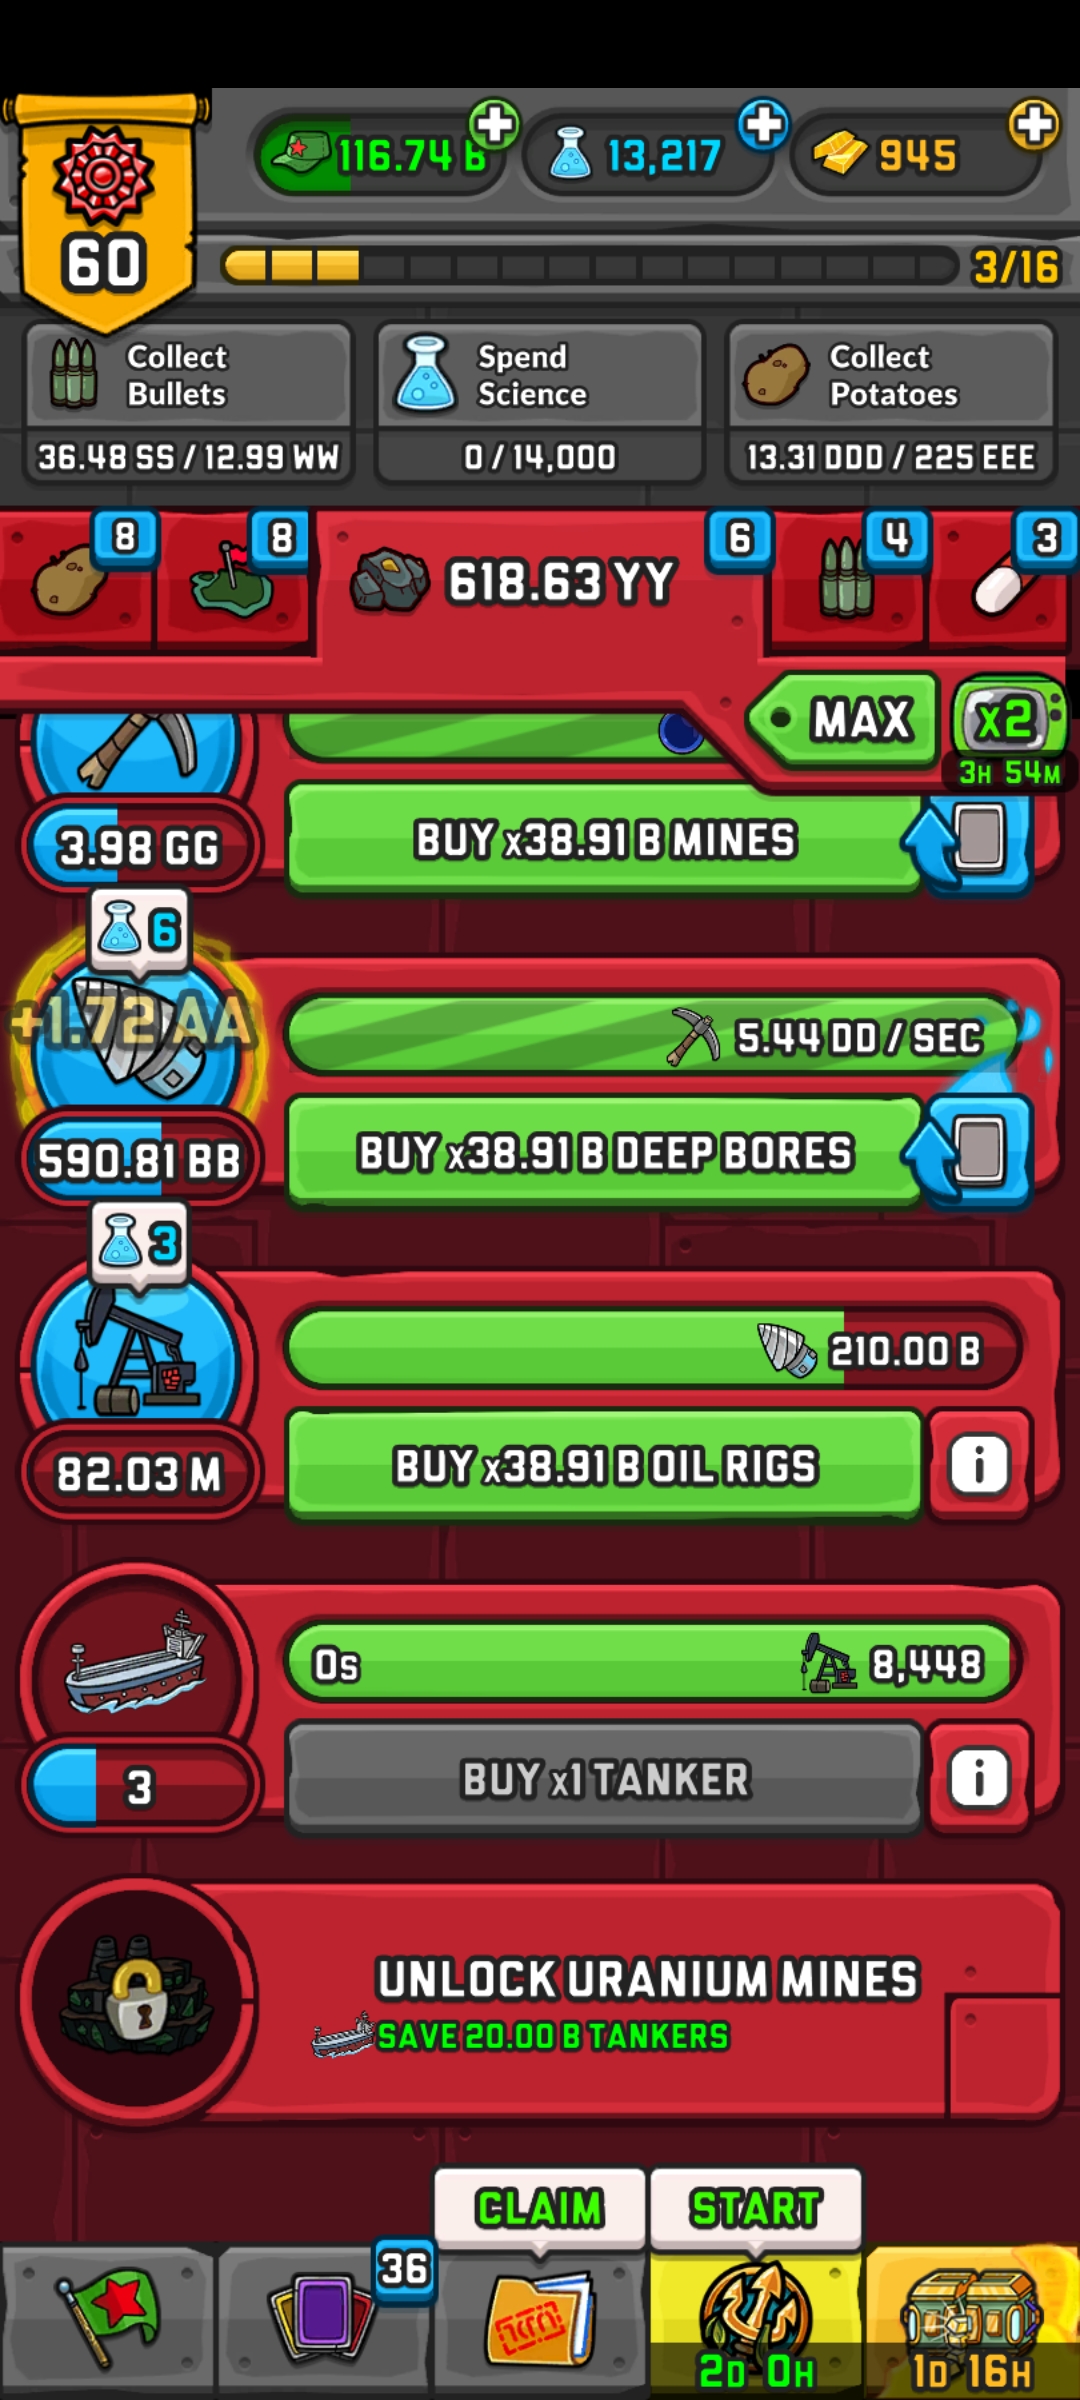 116.74 B
13,217
945
60
3/16
Collect
Bullets
36.48 SS / 12.99 WW
Spend
Science
0 / 14,000
Collect
Potatoes
13.31 DDD / 225 EEE
8
8
618.63 YY
6
4
3
MAX
x2
3H 54M
3.98 GG
BUY x38.91 B MINES
6
+1.72 AA
5.44 DD / SEC
590.81 BB
BUY x38.91 B DEEP BORES
3
210.00 B
82.03 M
BUY x38.91 B OIL RIGS
i
0s
8,448
3
BUY x1 TANKER
i
UNLOCK URANIUM MINES
SAVE 20.00 B TANKERS
CLAIM
START
36
2D 0H
1D 16H